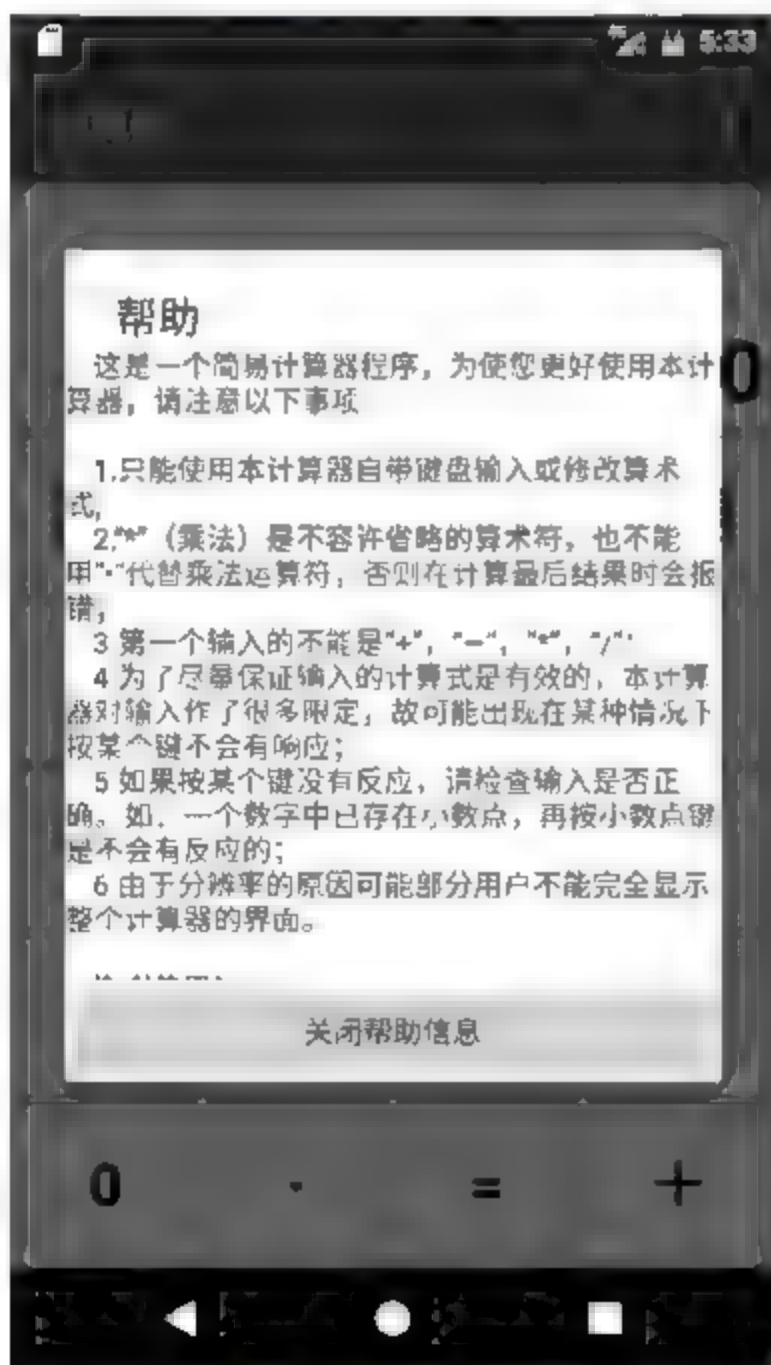 5:33
帮助
这是一个简易计算器程序，为使您更好使用本计
算器，请注意以下事项
0
1.只能使用本计算器自带键盘输入或修改算术
式,
2."*"（乘法）是不容许省略的算术符，也不能
用"·"代替乘法运算符，否则在计算最后结果时会报
错；
3 第一个输入的不能是"+"，"-"，"*"，"/"；
4 为了尽量保证输入的计算式是有效的，本计算
器对输入作了很多限定，故可能出现在某种情况下
按某个键不会有响应；
5 如果按某个键没有反应，请检查输入是否正
确。如，一个数字中已存在小数点，再按小数点键
是不会有反应的；
6 由于分辨率的原因可能部分用户不能完全显示
整个计算器的界面。
关闭帮助信息
0 · = +